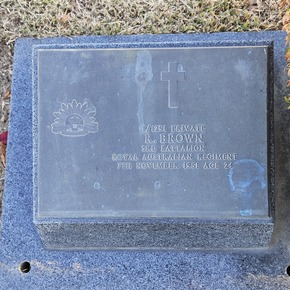 PRIVATE
R. BROWN
3RD BATTALION
ROYAL AUSTRALIAN REGIMENT
7TH NOVEMBER 1951 AGE